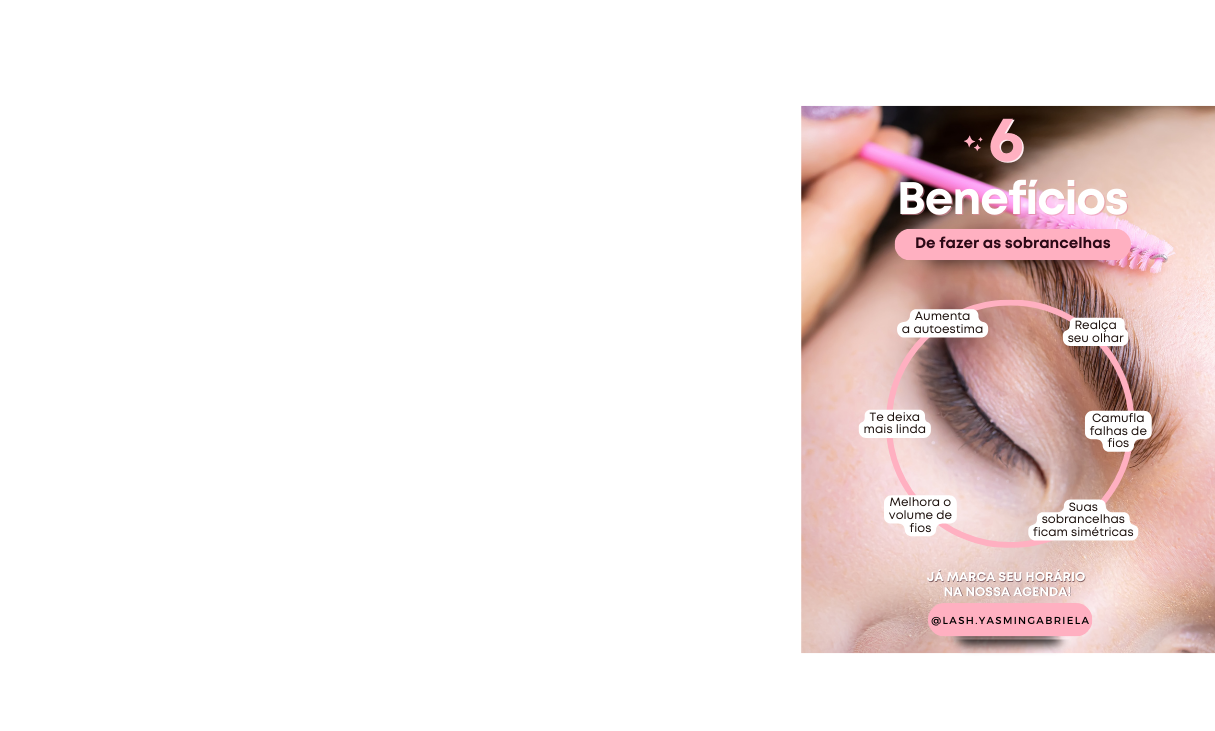 6
Benefícios
De fazer as sobrancelhas
Aumenta
a autoestima
Realça
seu olhar
Te deixa
mais linda
Camufla
falhas de
fios
Melhora o
volume de
fios
Suas
sobrancelhas
ficam simétricas
JÁ MARCA SEU HORÁRIO
NA NOSSA AGENDA!
@LASH.YASMINGABRIELA